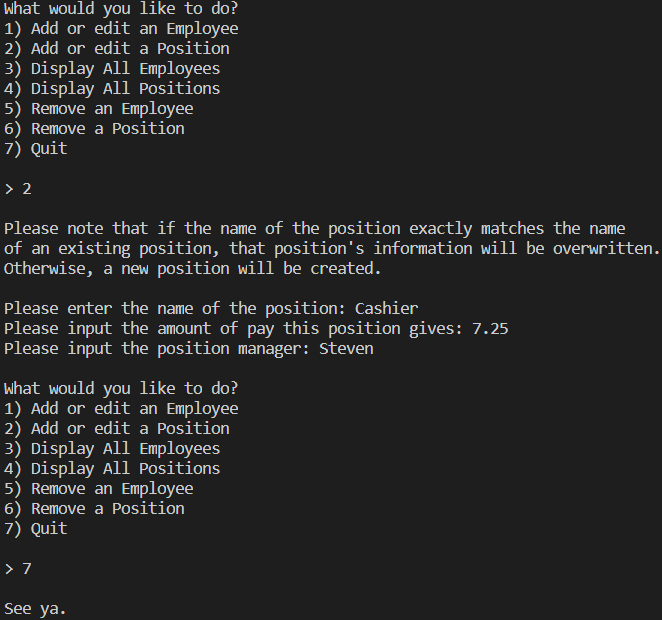 What would you like to do?
1) Add or edit an Employee
2) Add or edit a Position
3) Display All Employees
4) Display All Positions
5) Remove an Employee
6) Remove a Position
7) Quit
> 2
Please note that if the name of the position exactly matches the name
of an existing position, that position's information will be overwritten.
Otherwise, a new position will be created.
Please enter the name of the position: Cashier
Please input the amount of pay this position gives: 7.25
Please input the position manager: Steven
What would you like to do?
1) Add or edit an Employee
2) Add or edit a Position
3) Display All Employees
4) Display All Positions
5) Remove an Employee
6) Remove a Position
7) Quit
> 7
See ya.